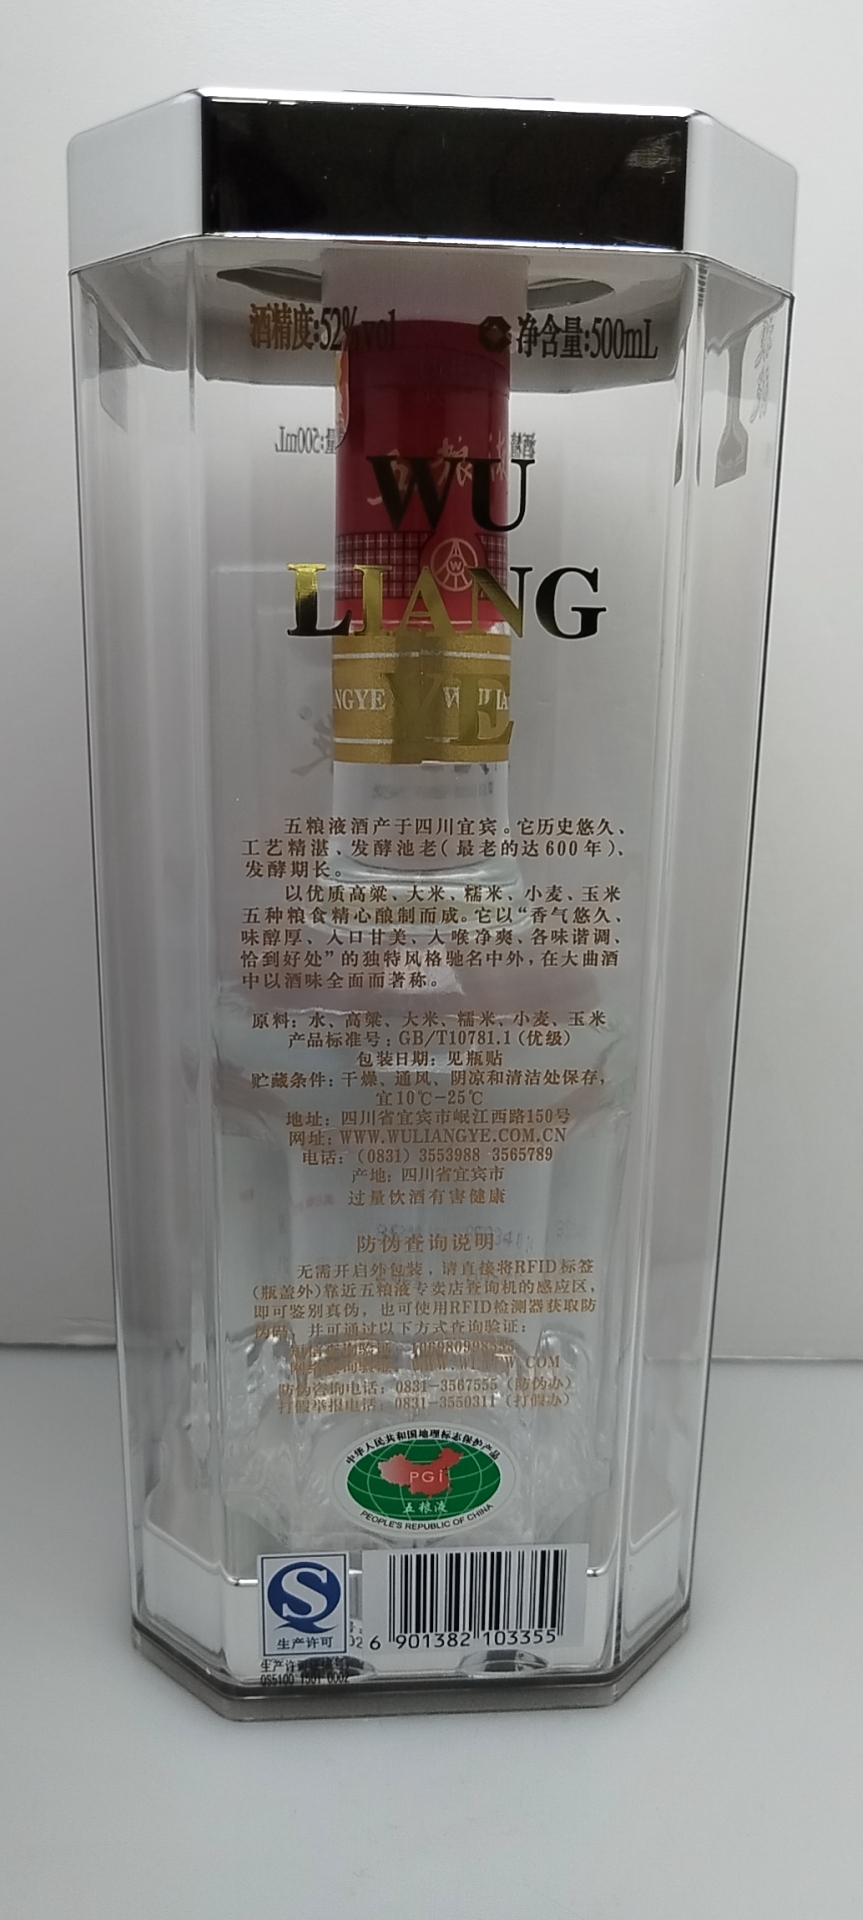 酒精度:52%vol 净含量:500mL
五粮液
WU
LIANG
YE
NGYE WULIA
五粮液酒产于四川宜宾。它历史悠久、
工艺精湛、发酵池老(最老的达600年)、
发酵期长。
以优质高粱、大米、糯米、小麦、玉米
五种粮食精心酿制而成。它以“香气悠久、
味醇厚、入口甘美、入喉净爽、各味谐调、
恰到好处”的独特风格驰名中外,在大曲酒
中以酒味全面而著称。
原料: 水、高粱、大米、糯米、小麦、玉米
产品标准号: GB/T10781.1(优级)
包装日期: 见瓶贴
贮藏条件: 干燥、通风、阴凉和清洁处保存,
宜10℃-25℃
地址: 四川省宜宾市岷江西路150号
网址: WWW.WULIANGYE.COM.CN
电话: (0831) 3553988 3565789
产地: 四川省宜宾市
过量饮酒有害健康
防伪查询说明
无需开启外包装,请直接将RFID标签
(瓶盖外)靠近五粮液专卖店查询机的感应区,
即可鉴别真伪,也可使用RFID检测器获取防
伪码, 并可通过以下方式查询验证:
防伪咨询电话: 0831-3567555 (防伪办)
打假举报电话: 0831-3550311 (打假办)
中华人民共和国地理标志保护产品
PGI
五粮液
PEOPLE'S REPUBLIC OF CHINA
生产许可
6 901382 103355
QS5100 1501 0002